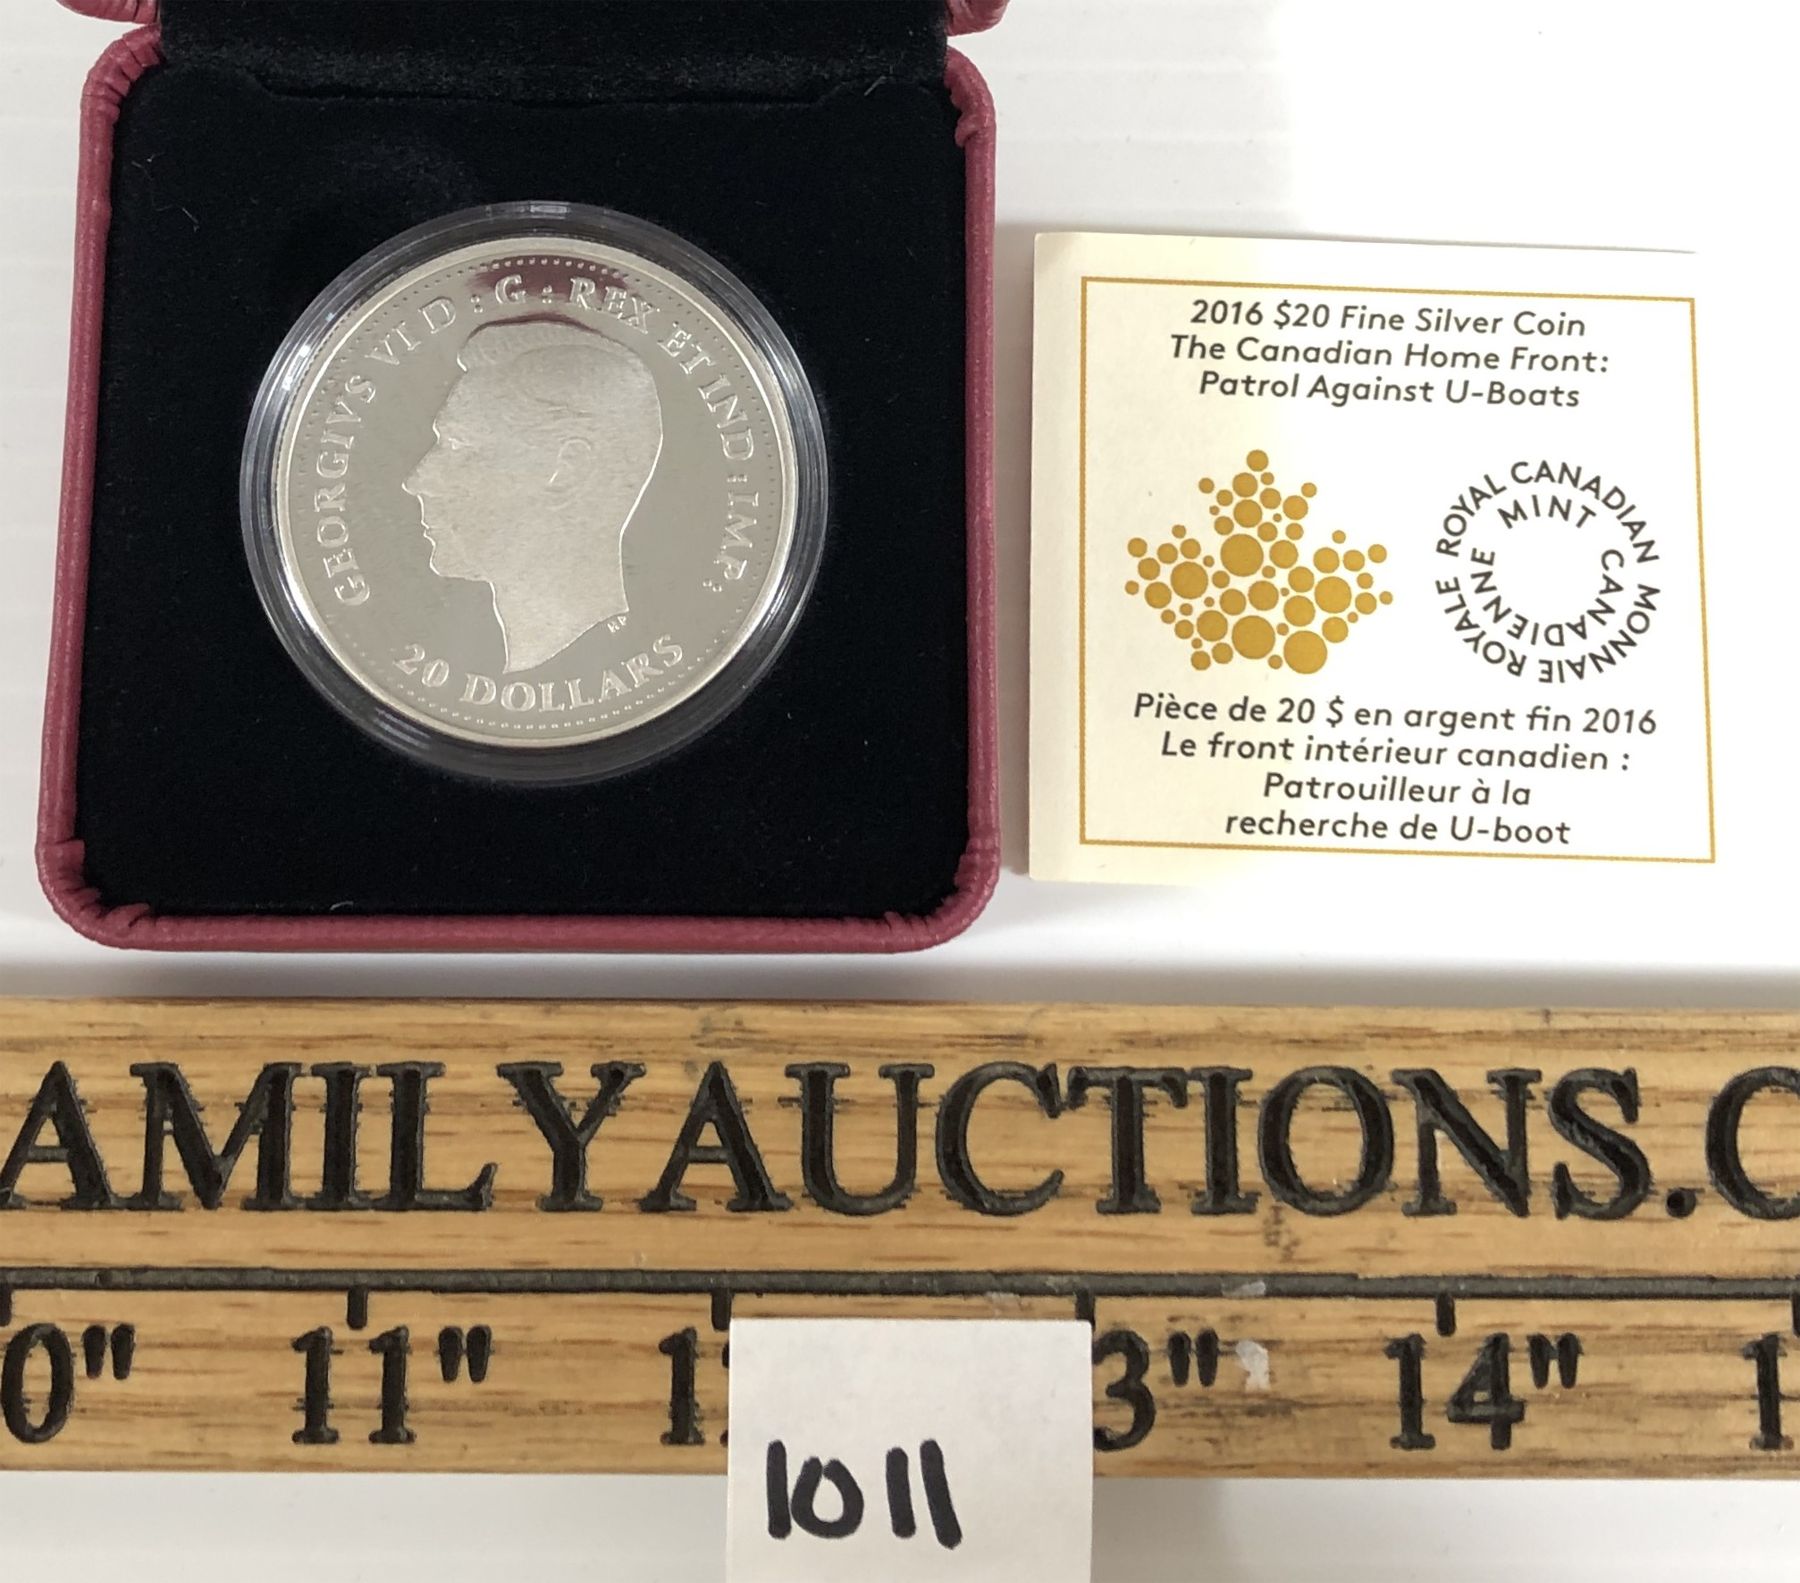 GEORGIVS VI D : G : REX ET IND : IMP :
20 DOLLARS
HP
2016 $20 Fine Silver Coin
The Canadian Home Front:
Patrol Against U-Boats
ROYAL CANADIAN MINT
MONNAIE ROYALE CANADIENNE
Pièce de 20 $ en argent fin 2016
Le front intérieur canadien :
Patrouilleur à la
recherche de U-boot
AMILYAUCTIONS.C
0" 11" 1 3" 14" 1
1011